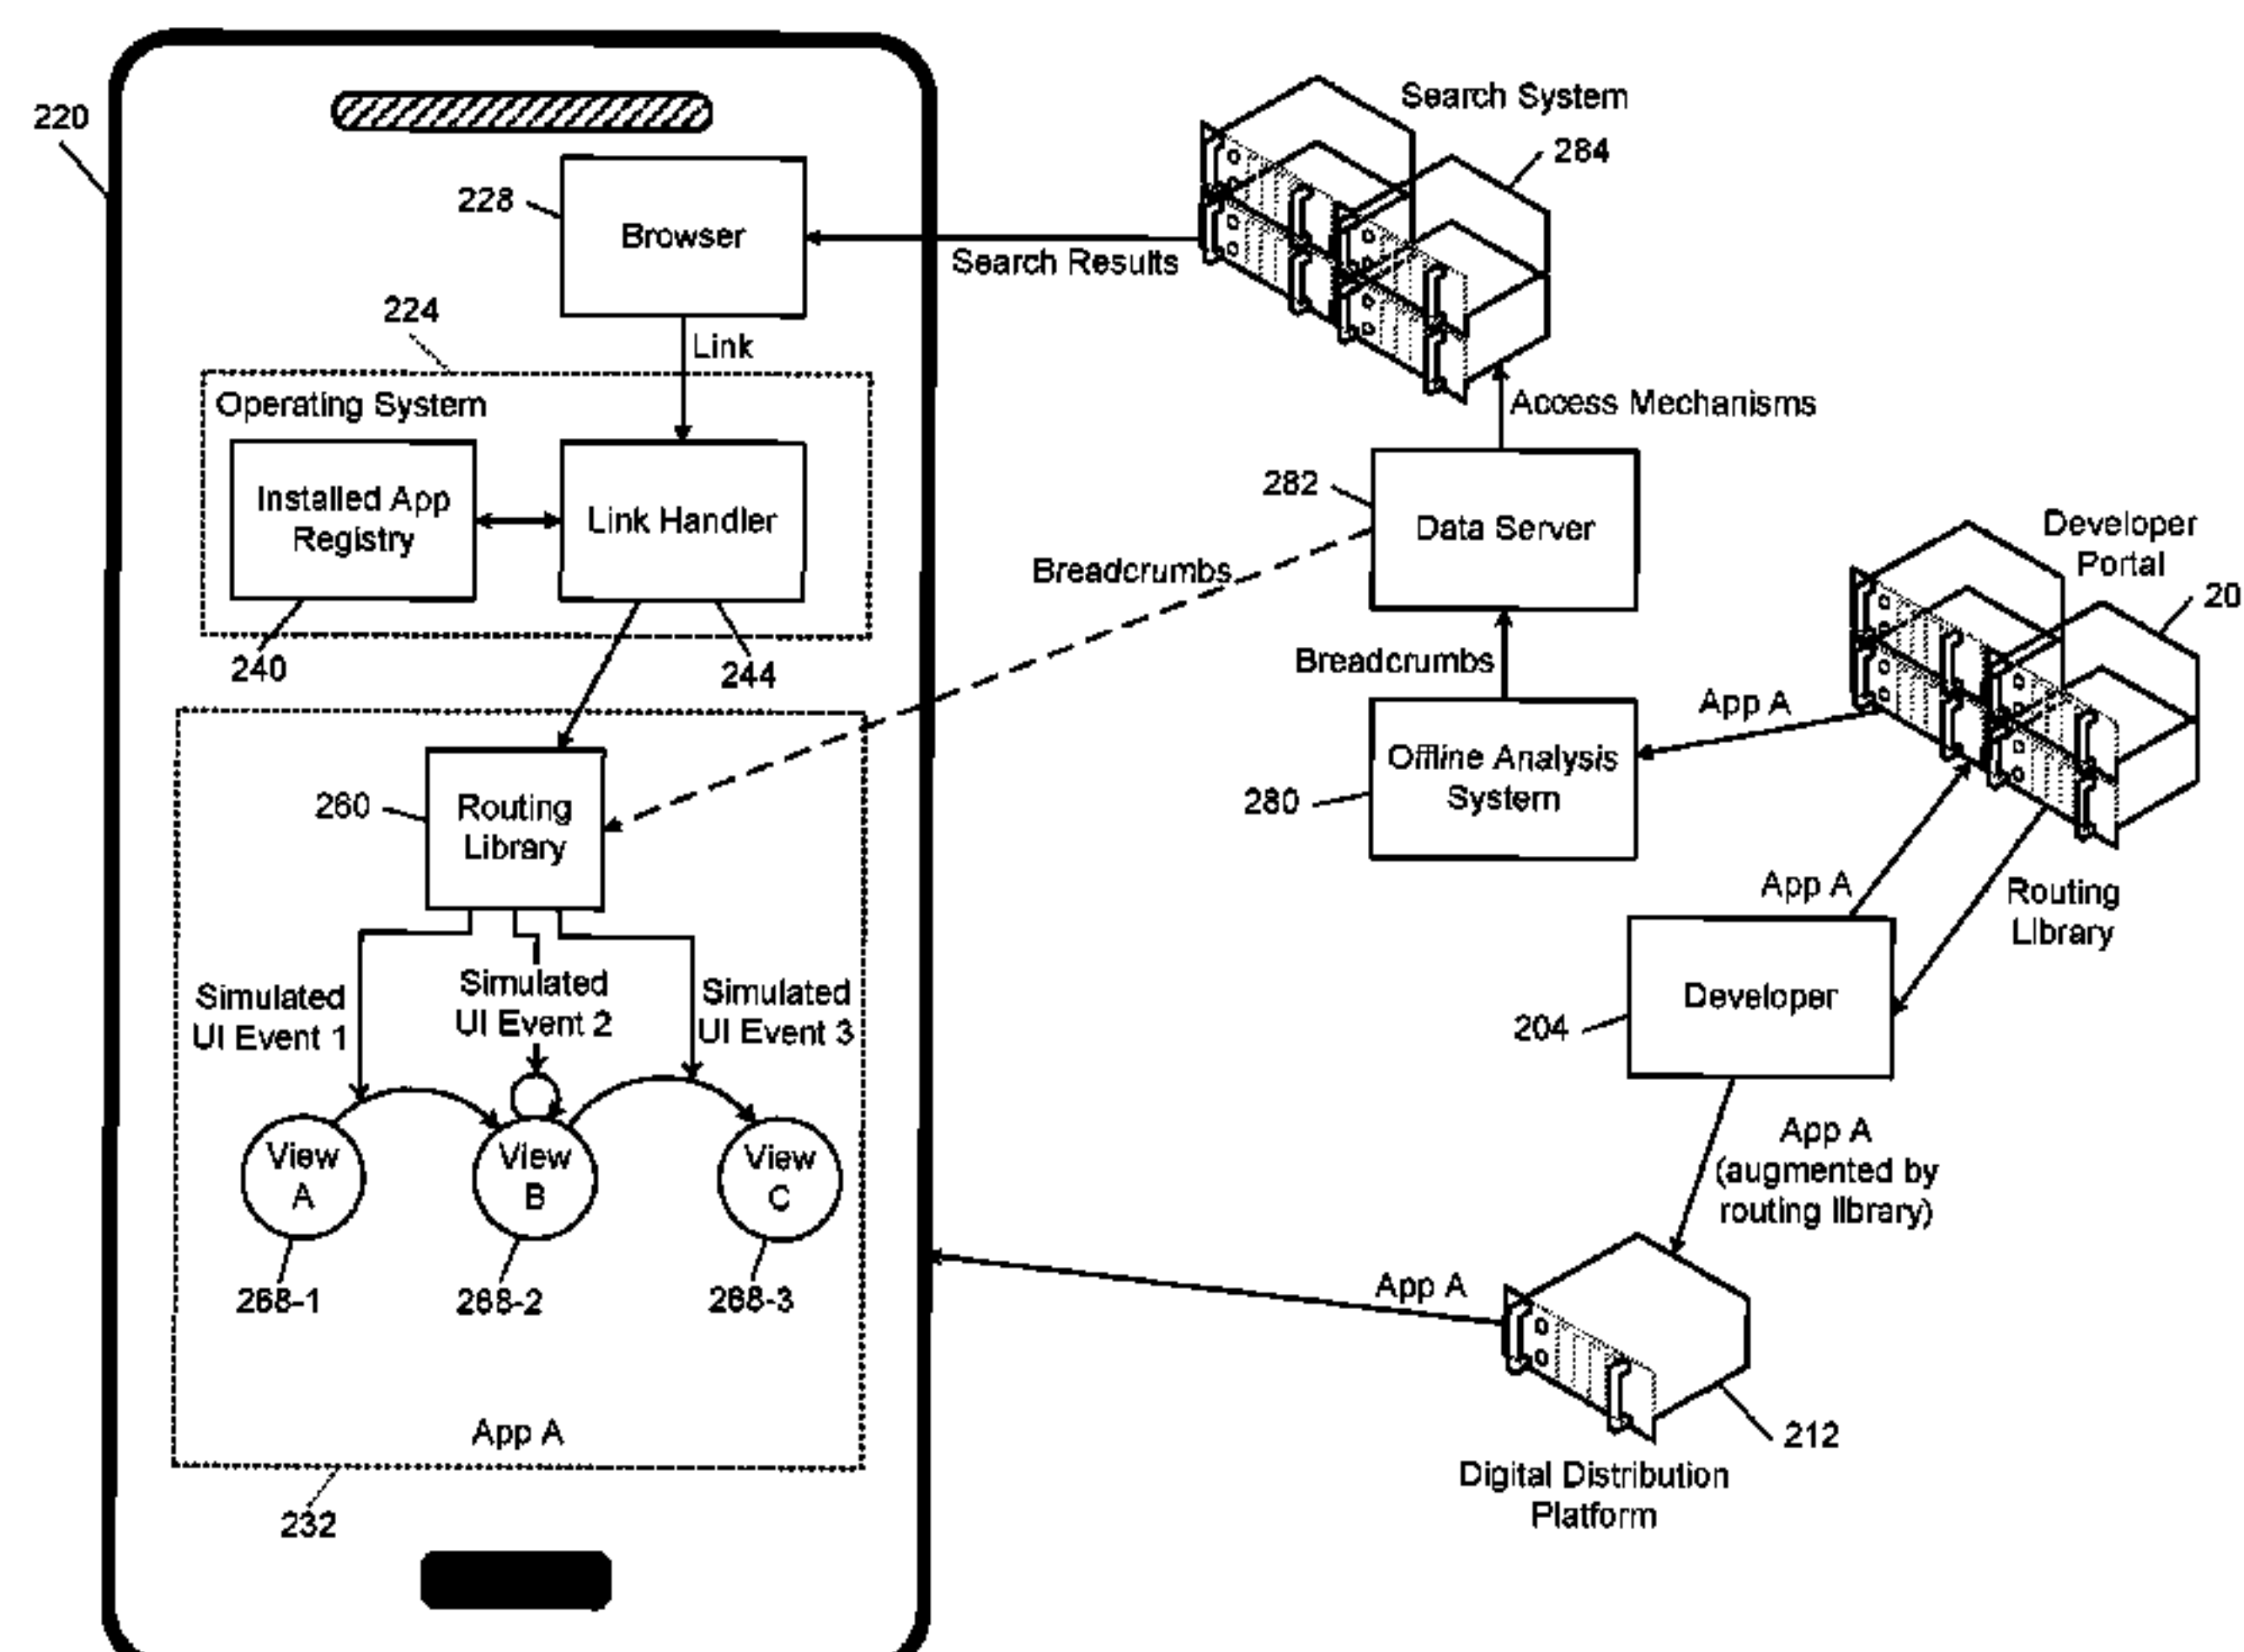 220
228
Browser
Search Results
Search System
284
224
Link
Operating System
Installed App
Registry
Link Handler
240
244
Access Mechanisms
282
Data Server
Breadcrumbs
Breadcrumbs
Developer
Portal
20
App A
Offline Analysis
System
280
260
Routing
Library
App A
Routing
Library
Developer
204
Simulated
UI Event 1
Simulated
UI Event 2
Simulated
UI Event 3
View
A
View
B
View
C
268-1
268-2
268-3
App A
(augmented by
routing library)
App A
212
Digital Distribution
Platform
App A
232